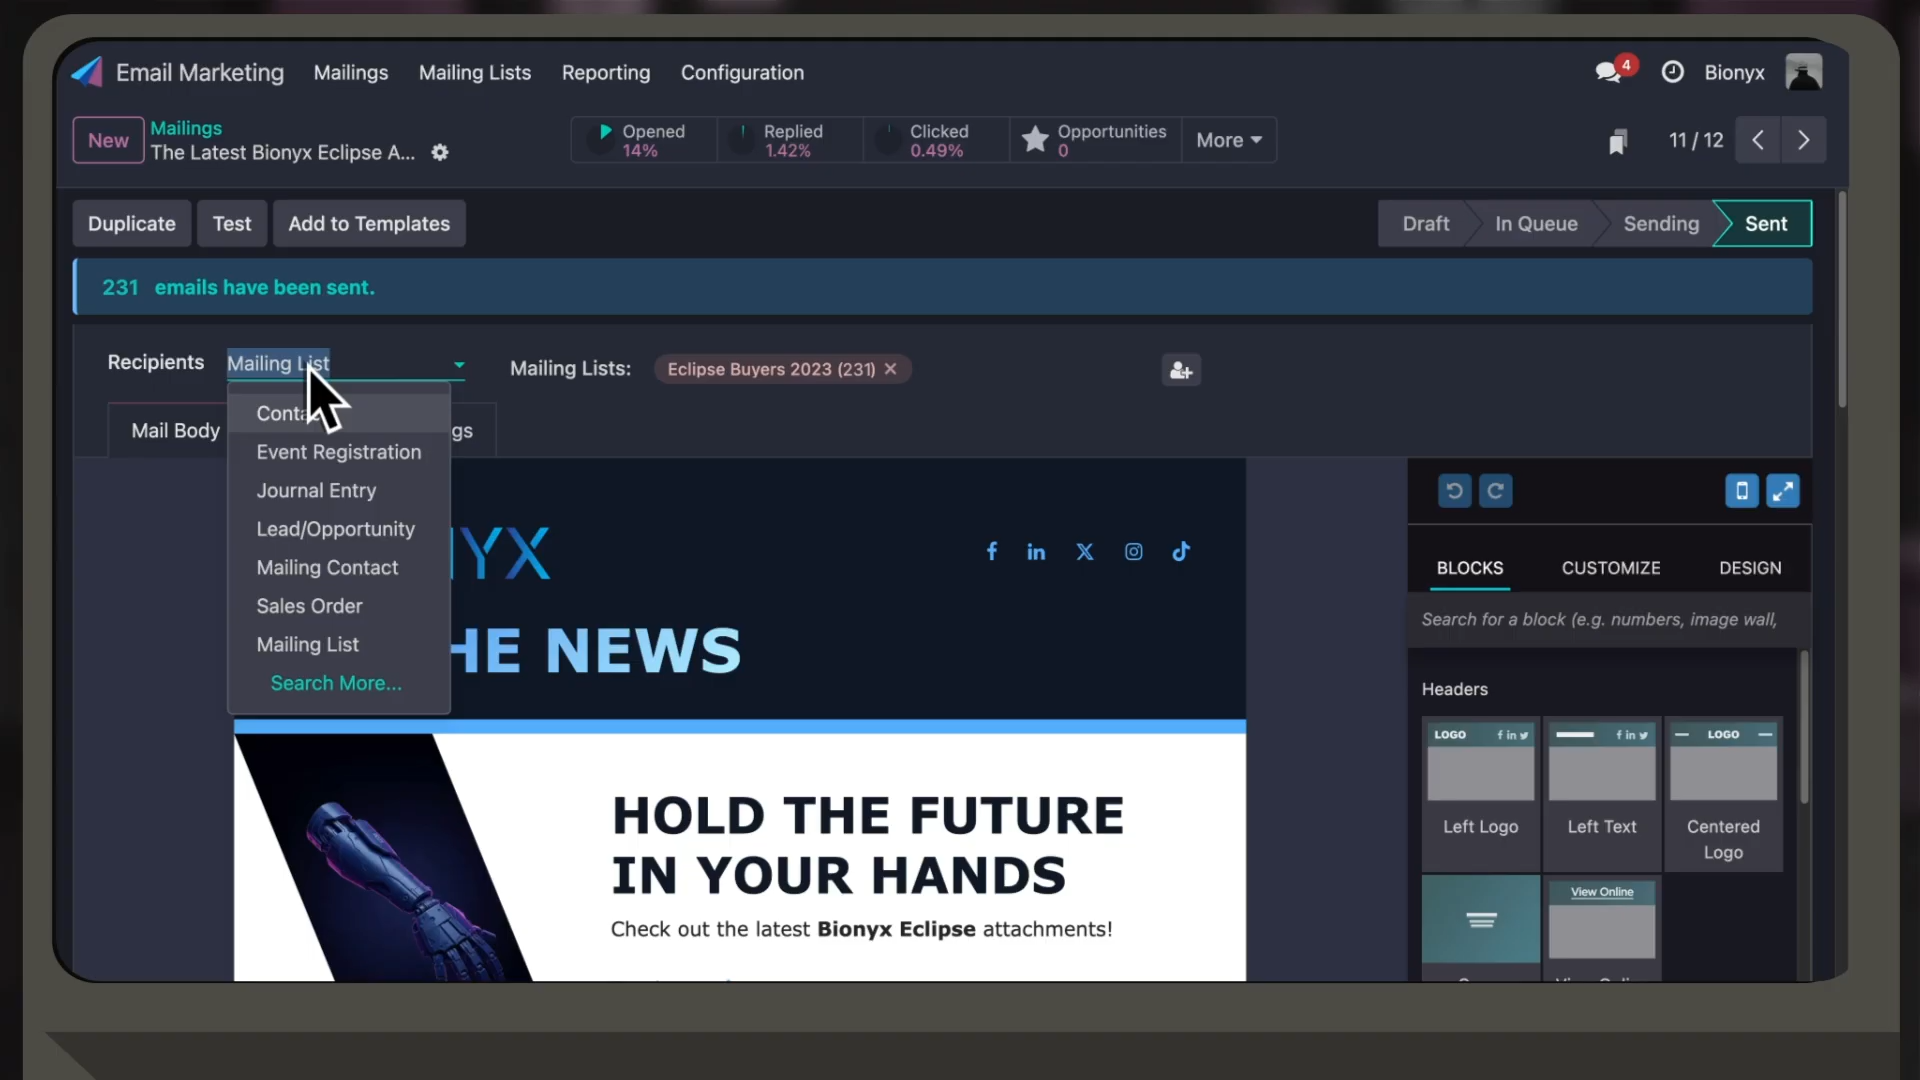 Email Marketing Mailings Mailing Lists Reporting Configuration 4 Bionyx
New Mailings
The Latest Bionyx Eclipse A...
Opened 14% Replied 1.42% Clicked 0.49% Opportunities 0 More
11 / 12
Duplicate Test Add to Templates
Draft In Queue Sending Sent
231 emails have been sent.
Recipients Mailing List Mailing Lists: Eclipse Buyers 2023 (231)
Mail Body
gs
Event Registration
Journal Entry
Lead/Opportunity
Mailing Contact
Sales Order
Mailing List
Search More...
NYX
HE NEWS
HOLD THE FUTURE
IN YOUR HANDS
Check out the latest Bionyx Eclipse attachments!
BLOCKS CUSTOMIZE DESIGN
Search for a block (e.g. numbers, image wall,
Headers
LOGO
Left Logo
Left Text
LOGO
Centered
Logo
View Online